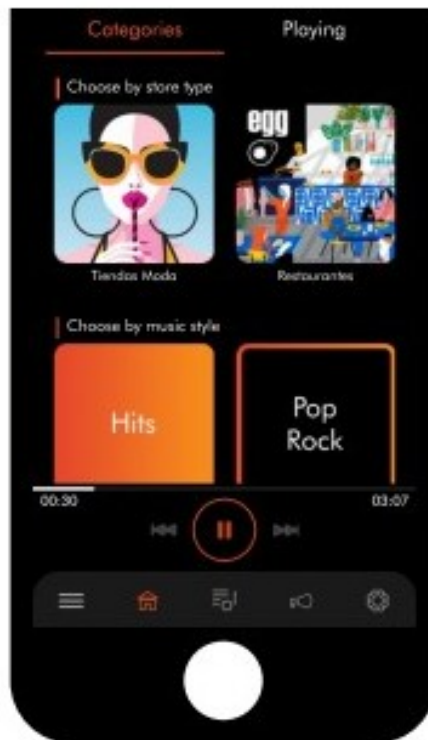 Categories
Playing
Choose by store type
egg
Tiendas Moda
Restaurantes
Choose by music style
Hits
Pop
Rock
00:30
03:07